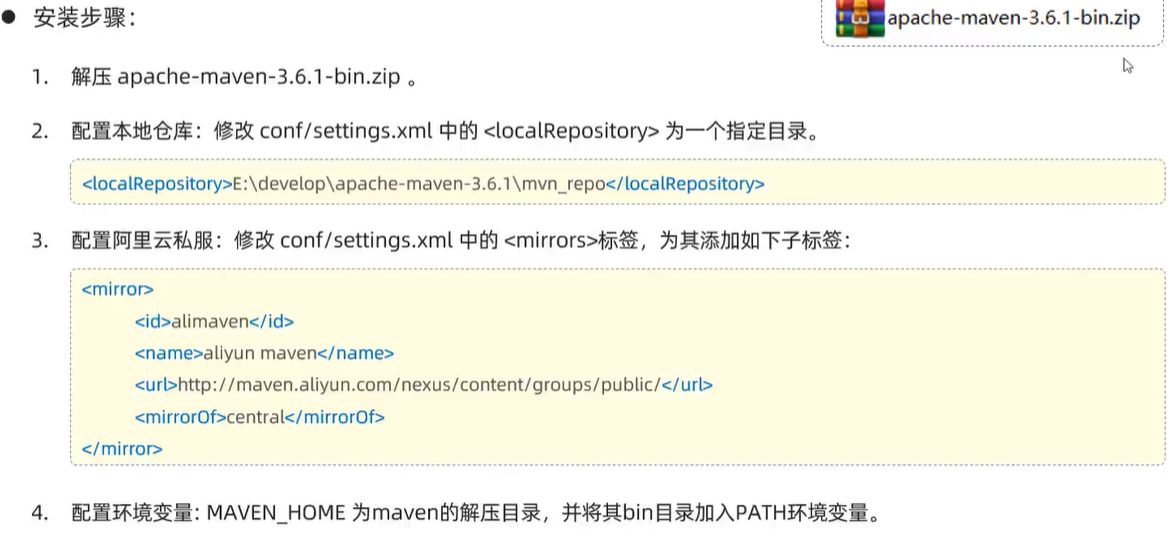 ● 安装步骤：
apache-maven-3.6.1-bin.zip
1. 解压 apache-maven-3.6.1-bin.zip 。
2. 配置本地仓库：修改 conf/settings.xml 中的 <localRepository> 为一个指定目录。
<localRepository>E:\develop\apache-maven-3.6.1\mvn_repo</localRepository>
3. 配置阿里云私服：修改 conf/settings.xml 中的 <mirrors>标签，为其添加如下子标签：
<mirror>
<id>alimaven</id>
<name>aliyun maven</name>
<url>http://maven.aliyun.com/nexus/content/groups/public/</url>
<mirrorOf>central</mirrorOf>
</mirror>
4. 配置环境变量: MAVEN_HOME 为maven的解压目录，并将其bin目录加入PATH环境变量。